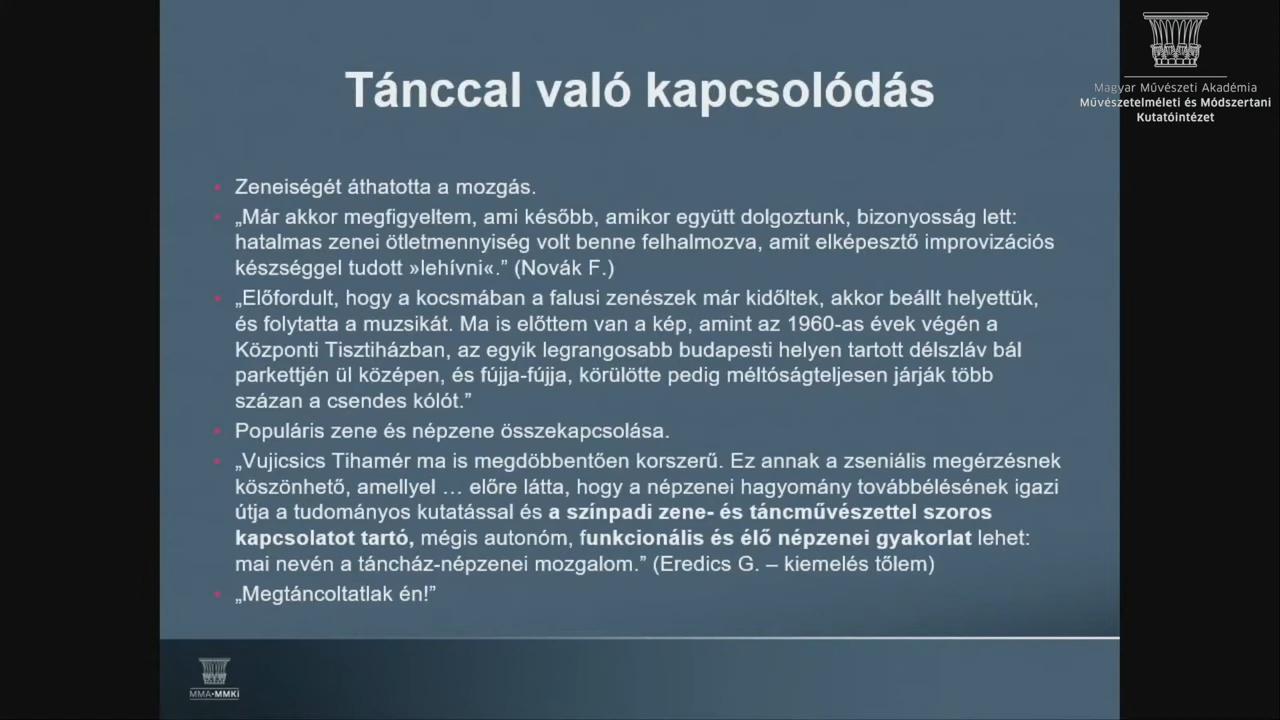 Tánccal való kapcsolódás
Magyar Művészeti Akadémia
Művészetelméleti és Módszertani
Kutatóintézet
• Zeneiségét áthatotta a mozgás.
• „Már akkor megfigyeltem, ami később, amikor együtt dolgoztunk, bizonyosság lett:
hatalmas zenei ötletmennyiség volt benne felhalmozva, amit elképesztő improvizációs
készséggel tudott »lehívni«.” (Novák F.)
• „Előfordult, hogy a kocsmában a falusi zenészek már kidőltek, akkor beállt helyettük,
és folytatta a muzsikát. Ma is előttem van a kép, amint az 1960-as évek végén a
Központi Tisztiházban, az egyik legrangosabb budapesti helyen tartott délszláv bál
parkettjén ül középen, és fújja-fújja, körülötte pedig méltóságteljesen járják több
százan a csendes kólót.”
• Populáris zene és népzene összekapcsolása.
• „Vujicsics Tihamér ma is megdöbbentően korszerű. Ez annak a zseniális megérzésnek
köszönhető, amellyel … előre látta, hogy a népzenei hagyomány továbbélésének igazi
útja a tudományos kutatással és a színpadi zene- és táncművészettel szoros
kapcsolatot tartó, mégis autonóm, funkcionális és élő népzenei gyakorlat lehet:
mai nevén a táncház-népzenei mozgalom.” (Eredics G. – kiemelés tőlem)
• „Megtáncoltatlak én!”
MMA•MMKI